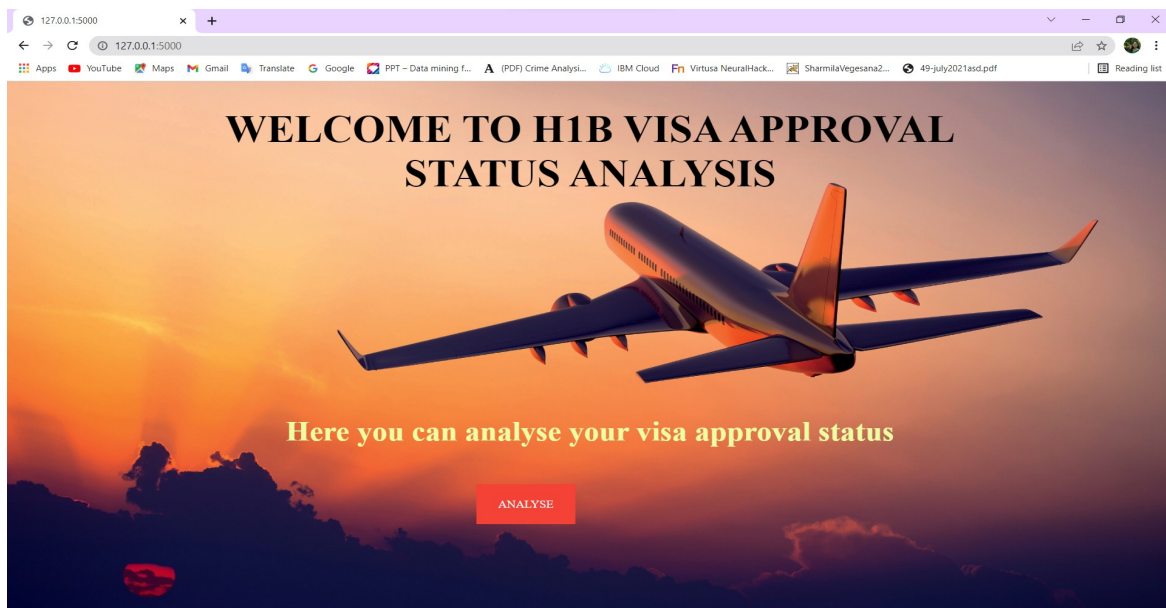 127.0.0.1:5000
127.0.0.1:5000
Apps YouTube Maps Gmail Translate Google PPT – Data mining f... (PDF) Crime Analysi... IBM Cloud Fn Virtusa NeuralHack... SharmilaVegesana2... 49-july2021asd.pdf Reading list
WELCOME TO H1B VISA APPROVAL
STATUS ANALYSIS
Here you can analyse your visa approval status
ANALYSE